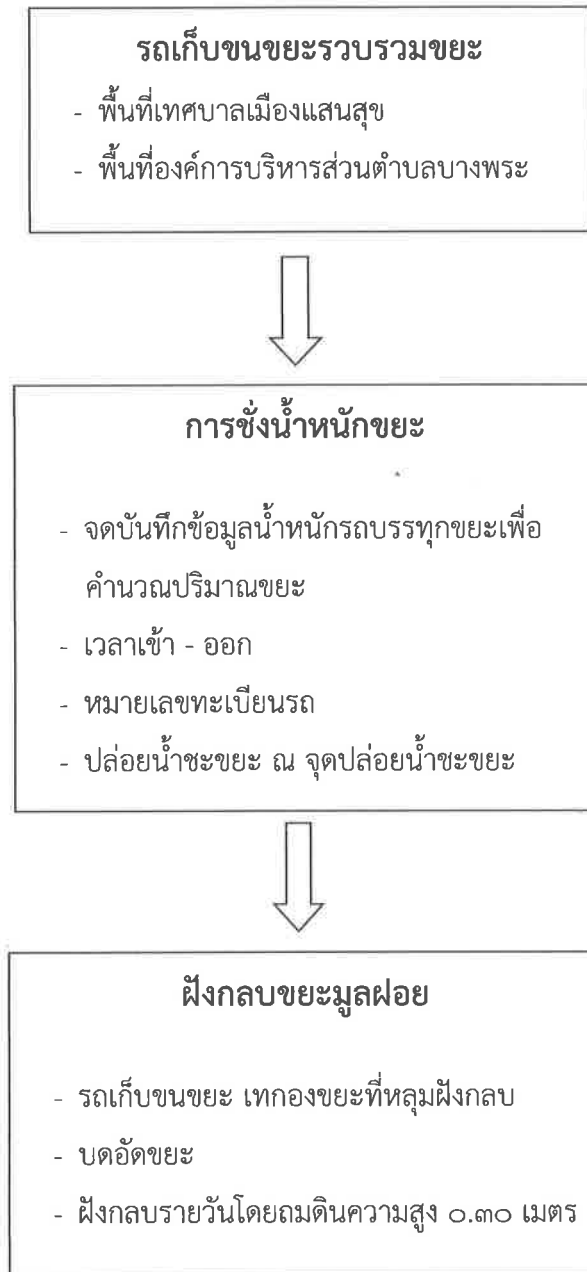 รถเก็บขนขยะรวบรวมขยะ
- พื้นที่เทศบาลเมืองแสนสุข
- พื้นที่องค์การบริหารส่วนตำบลบางพระ
การชั่งน้ำหนักขยะ
- จดบันทึกข้อมูลน้ำหนักรถบรรทุกขยะเพื่อ
คำนวณปริมาณขยะ
- เวลาเข้า - ออก
- หมายเลขทะเบียนรถ
- ปล่อยน้ำชะขยะ ณ จุดปล่อยน้ำชะขยะ
ฝังกลบขยะมูลฝอย
- รถเก็บขนขยะ เทกองขยะที่หลุมฝังกลบ
- บดอัดขยะ
- ฝังกลบรายวันโดยถมดินความสูง ๐.๓๐ เมตร